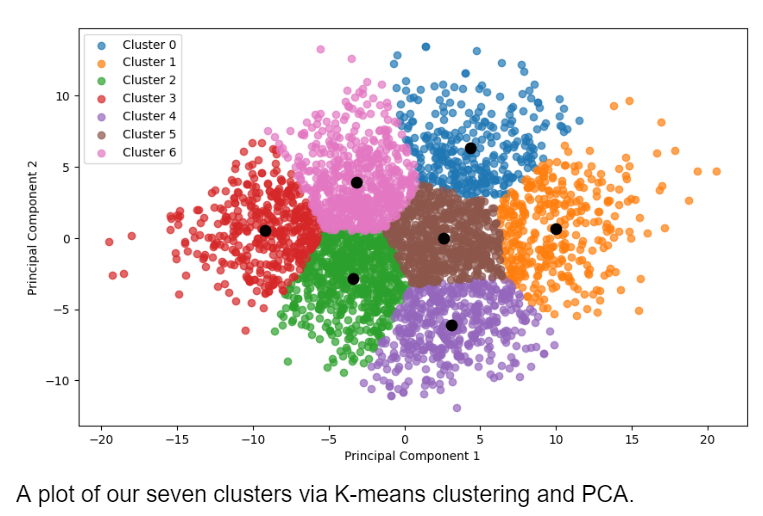 Cluster 0
Cluster 1
Cluster 2
Cluster 3
Cluster 4
Cluster 5
Cluster 6
10
5
0
−5
−10
Principal Component 2
−20
−15
−10
−5
0
5
10
15
20
Principal Component 1
A plot of our seven clusters via K-means clustering and PCA.